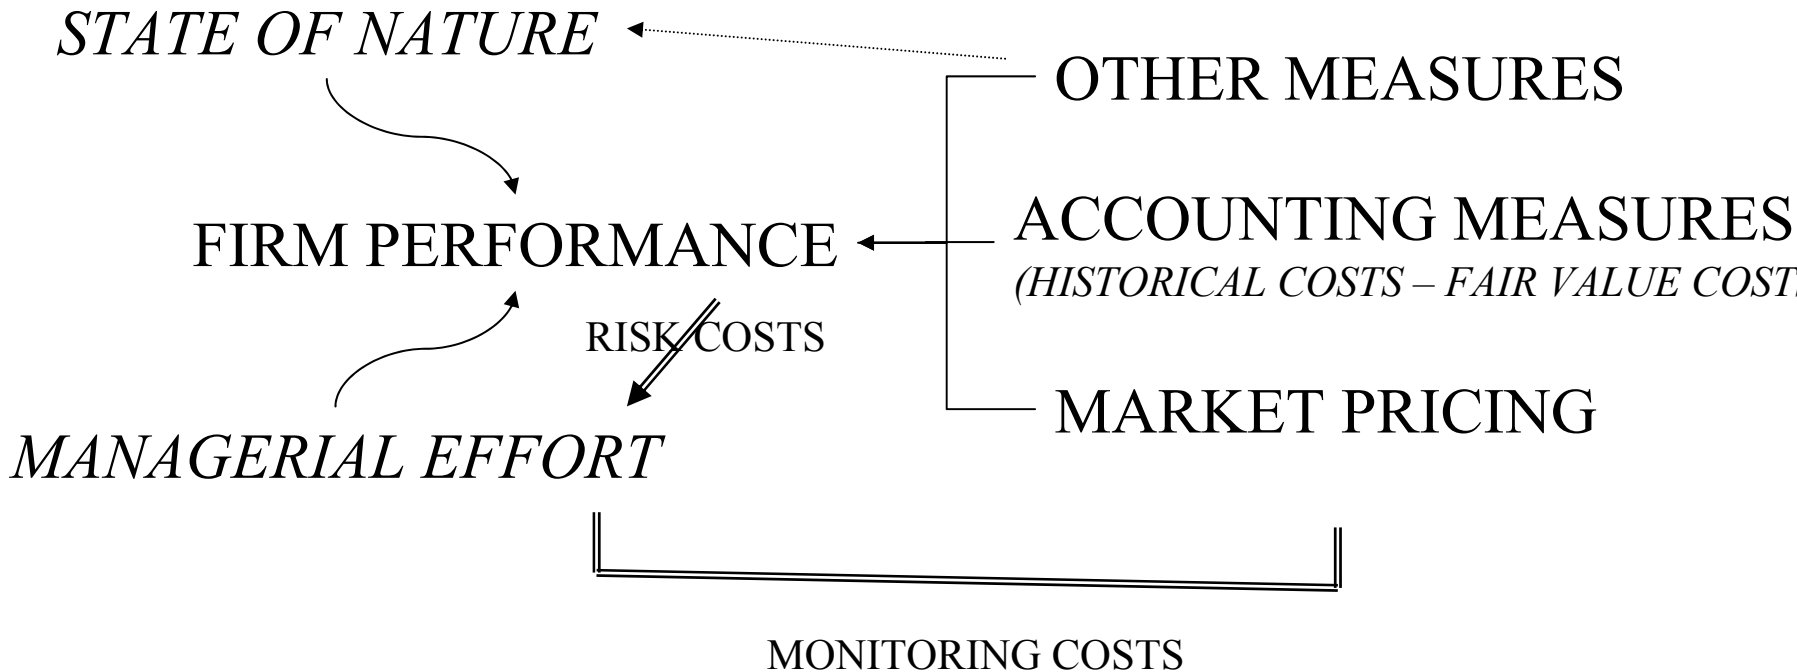 STATE OF NATURE
OTHER MEASURES
FIRM PERFORMANCE
ACCOUNTING MEASURES
(HISTORICAL COSTS – FAIR VALUE COSTS
RISK COSTS
MARKET PRICING
MANAGERIAL EFFORT
MONITORING COSTS